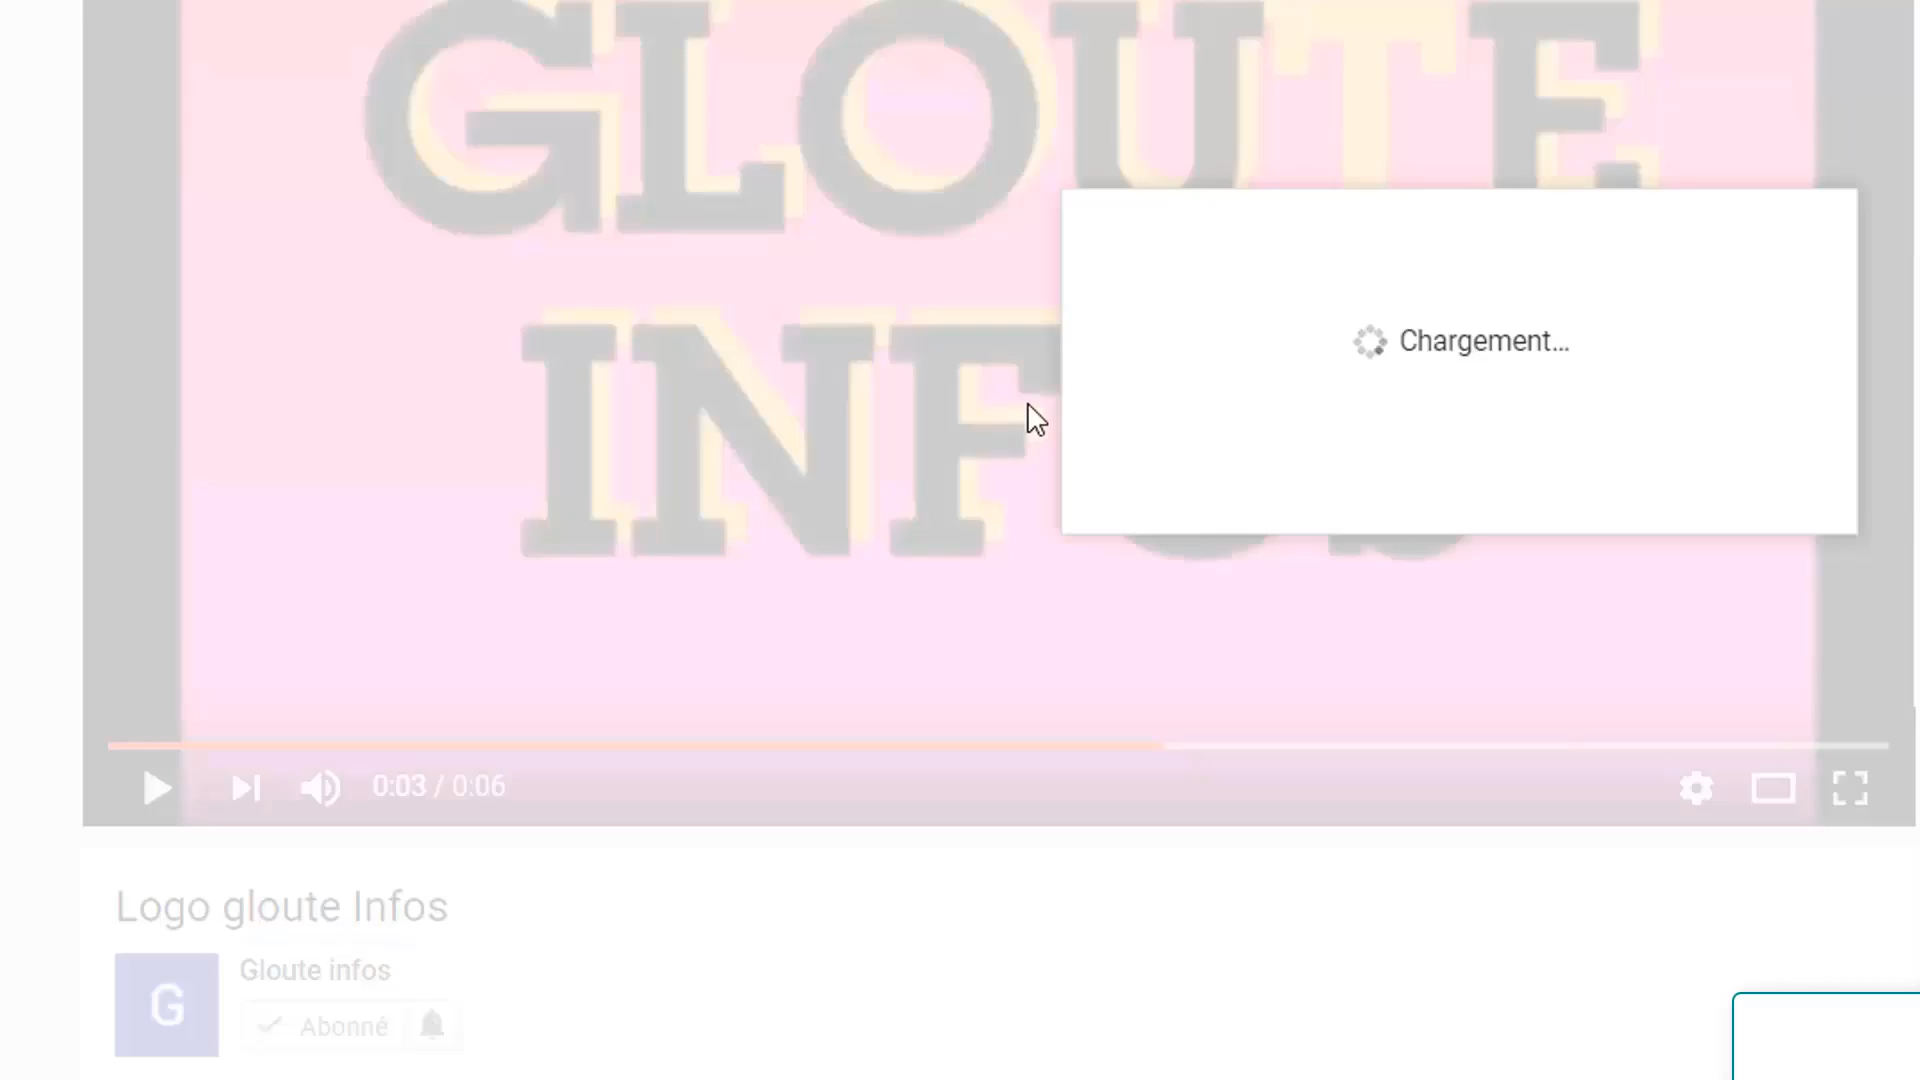 GLOUTE
INF
Chargement...
0:03 / 0:06
Logo gloute Infos
G
Gloute infos
Abonné